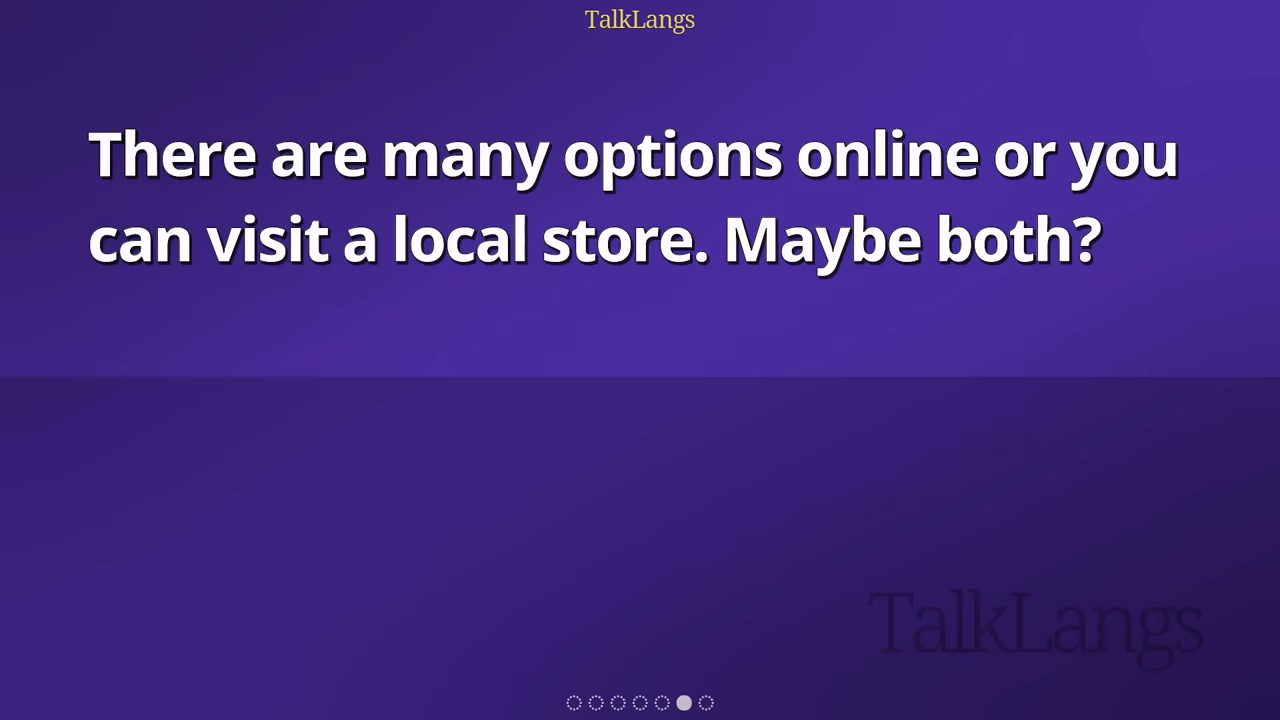 TalkLangs
There are many options online or you
can visit a local store. Maybe both?
TalkLangs